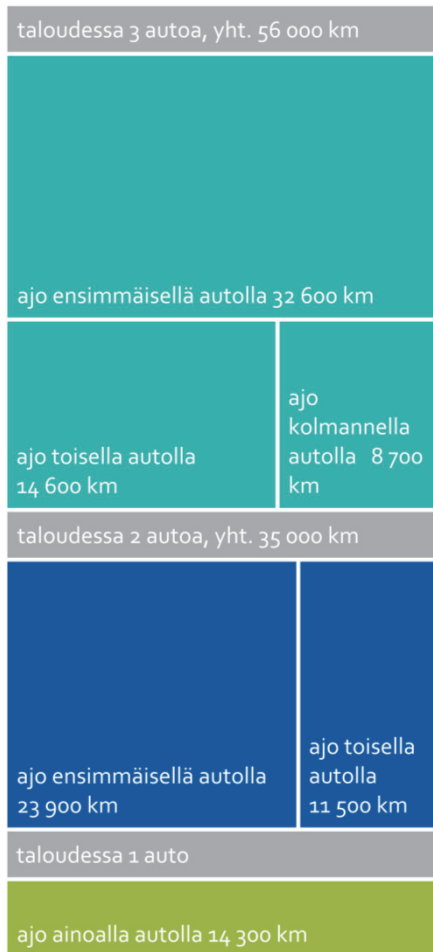 taloudessa 3 autoa, yht. 56 000 km
ajo ensimmäisellä autolla 32 600 km
ajo toisella autolla
14 600 km
ajo
kolmannella
autolla 8 700
km
taloudessa 2 autoa, yht. 35 000 km
ajo ensimmäisellä autolla
23 900 km
ajo toisella
autolla
11 500 km
taloudessa 1 auto
ajo ainoalla autolla 14 300 km